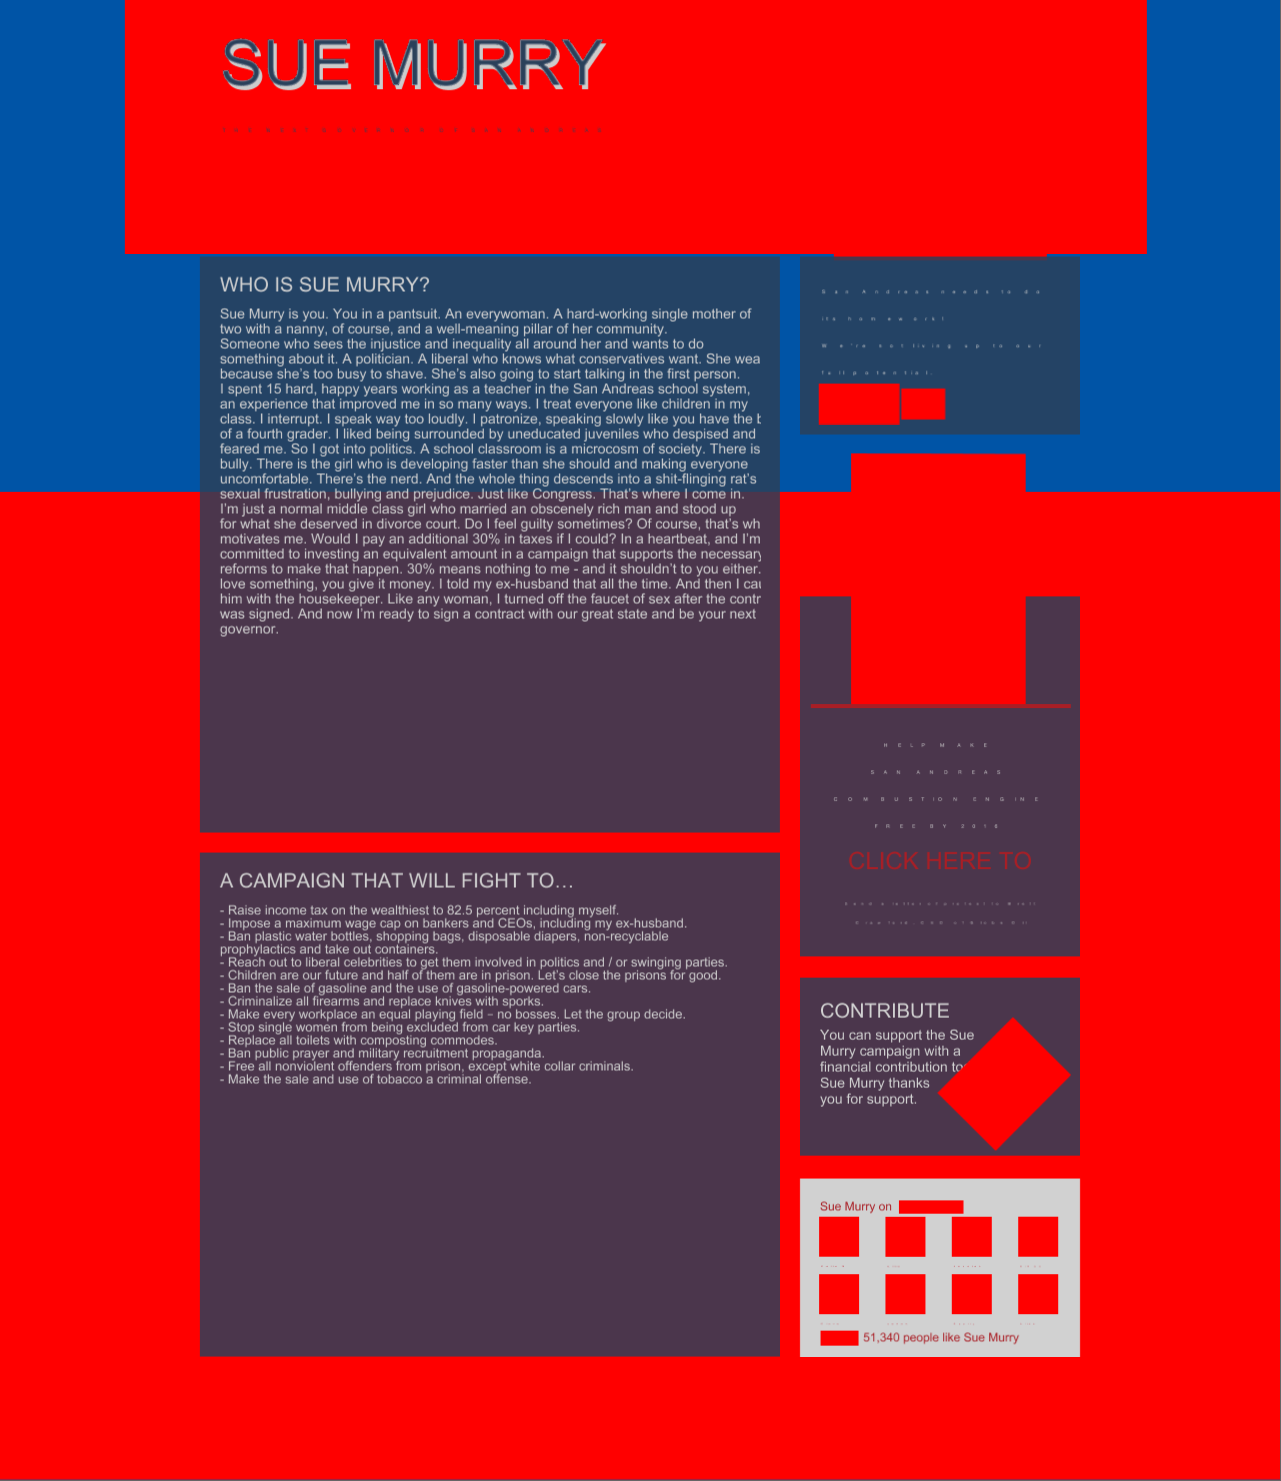 SUE MURRY
WHO IS SUE MURRY?
Sue Murry is you. You in a pantsuit. An everywoman. A hard-working single mother of
two with a nanny, of course, and a well-meaning pillar of her community.
Someone who sees the injustice and inequality all around her and wants to do
something about it. A politician. A liberal who knows what conservatives want. She wea
because she's too busy to shave. She's also going to start talking in the first person.
I spent 15 hard, happy years working as a teacher in the San Andreas school system,
an experience that improved me in so many ways. I treat everyone like children in my
class. I interrupt. I speak way too loudly. I patronize, speaking slowly like you have the
of a fourth grader. I liked being surrounded by uneducated juveniles who despised and
feared me. So I got into politics. A school classroom is a microcosm of society. There is
bully. There is the girl who is developing faster than she should and making everyone
uncomfortable. There's the nerd. And the whole thing descends into a shit-flinging rat's
sexual frustration, bullying and prejudice. Just like Congress. That's where I come in.
I'm just a normal middle class girl who married an obscenely rich man and stood up
for what she deserved in divorce court. Do I feel guilty sometimes? Of course, that's wh
motivates me. Would I pay an additional 30% in taxes if I could? In a heartbeat, and I'm
committed to investing an equivalent amount in a campaign that supports the necessary
reforms to make that happen. 30% means nothing to me - and it shouldn't to you either.
love something, you give it money. I told my ex-husband that all the time. And then I cau
him with the housekeeper. Like any woman, I turned off the faucet of sex after the contr
was signed. And now I'm ready to sign a contract with our great state and be your next
governor.
A CAMPAIGN THAT WILL FIGHT TO…
- Raise income tax on the wealthiest to 82.5 percent including myself.
- Impose a maximum wage cap on bankers and CEOs, including my ex-husband.
- Ban plastic water bottles, shopping bags, disposable diapers, non-recyclable
prophylactics and take out containers.
- Reach out to liberal celebrities to get them involved in politics and / or swinging parties.
- Children are our future and half of them are in prison. Let's close the prisons for good.
- Ban the sale of gasoline and the use of gasoline-powered cars.
- Criminalize all firearms and replace knives with sporks.
- Make every workplace an equal playing field – no bosses. Let the group decide.
- Stop single women from being excluded from car key parties.
- Replace all toilets with composting commodes.
- Ban public prayer and military recruitment propaganda.
- Free all nonviolent offenders from prison, except white collar criminals.
- Make the sale and use of tobacco a criminal offense.
San Andreas needs to do
its homework!
We're not living up to our
full potential.
HELP MAKE
SAN ANDREAS
COMBUSTION ENGINE
FREE BY 2018
CLICK HERE TO
CONTRIBUTE
You can support the Sue
Murry campaign with a
financial contribution to
Sue Murry thanks
you for support.
Sue Murry on
51,340 people like Sue Murry